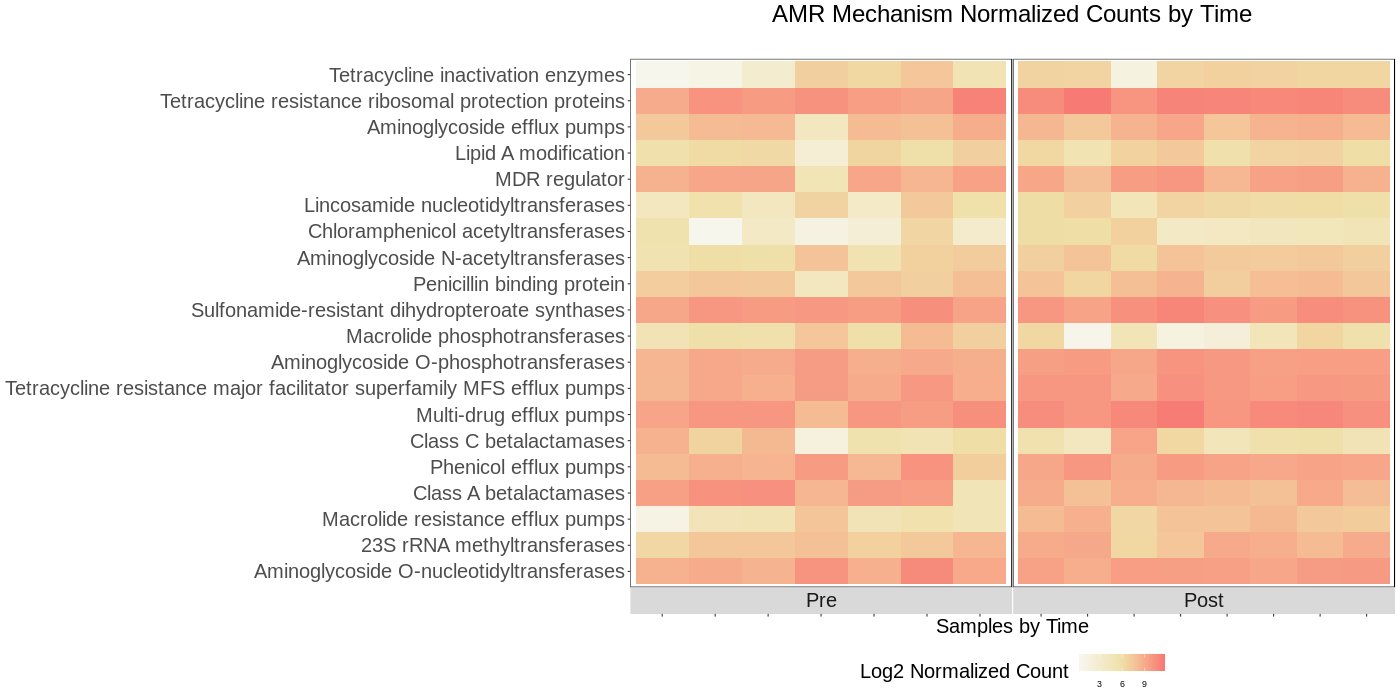 AMR Mechanism Normalized Counts by Time
Tetracycline inactivation enzymes
Tetracycline resistance ribosomal protection proteins
Aminoglycoside efflux pumps
Lipid A modification
MDR regulator
Lincosamide nucleotidyltransferases
Chloramphenicol acetyltransferases
Aminoglycoside N-acetyltransferases
Penicillin binding protein
Sulfonamide-resistant dihydropteroate synthases
Macrolide phosphotransferases
Aminoglycoside O-phosphotransferases
Tetracycline resistance major facilitator superfamily MFS efflux pumps
Multi-drug efflux pumps
Class C betalactamases
Phenicol efflux pumps
Class A betalactamases
Macrolide resistance efflux pumps
23S rRNA methyltransferases
Aminoglycoside O-nucleotidyltransferases
Pre Post
Samples by Time
Log2 Normalized Count
3 6 9